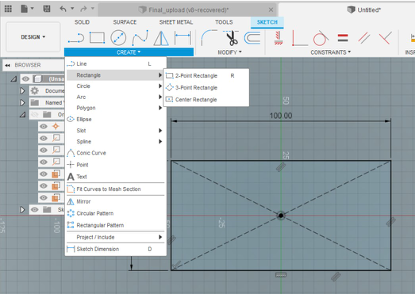 Final_upload (v8~recovered)*
Untitled*
SOLID
SURFACE
SHEET METAL
TOOLS
SKETCH
DESIGN
CREATE
MODIFY
CONSTRAINTS
BROWSER
Line L
Rectangle
Circle
Arc
Polygon
Ellipse
Slot
Spline
Conic Curve
Point
Text
Fit Curves to Mesh Section
Mirror
Circular Pattern
Rectangular Pattern
Project / Include
Sketch Dimension D
2-Point Rectangle R
3-Point Rectangle
Center Rectangle
Docume
Named
100.00
50
25